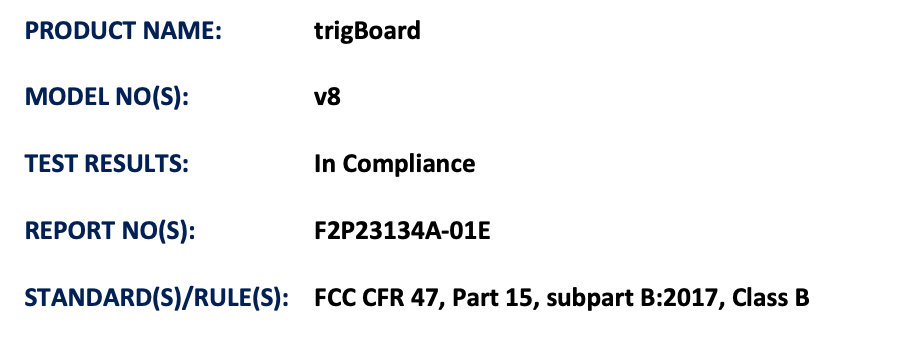 PRODUCT NAME: trigBoard
MODEL NO(S): v8
TEST RESULTS: In Compliance
REPORT NO(S): F2P23134A-01E
STANDARD(S)/RULE(S): FCC CFR 47, Part 15, subpart B:2017, Class B